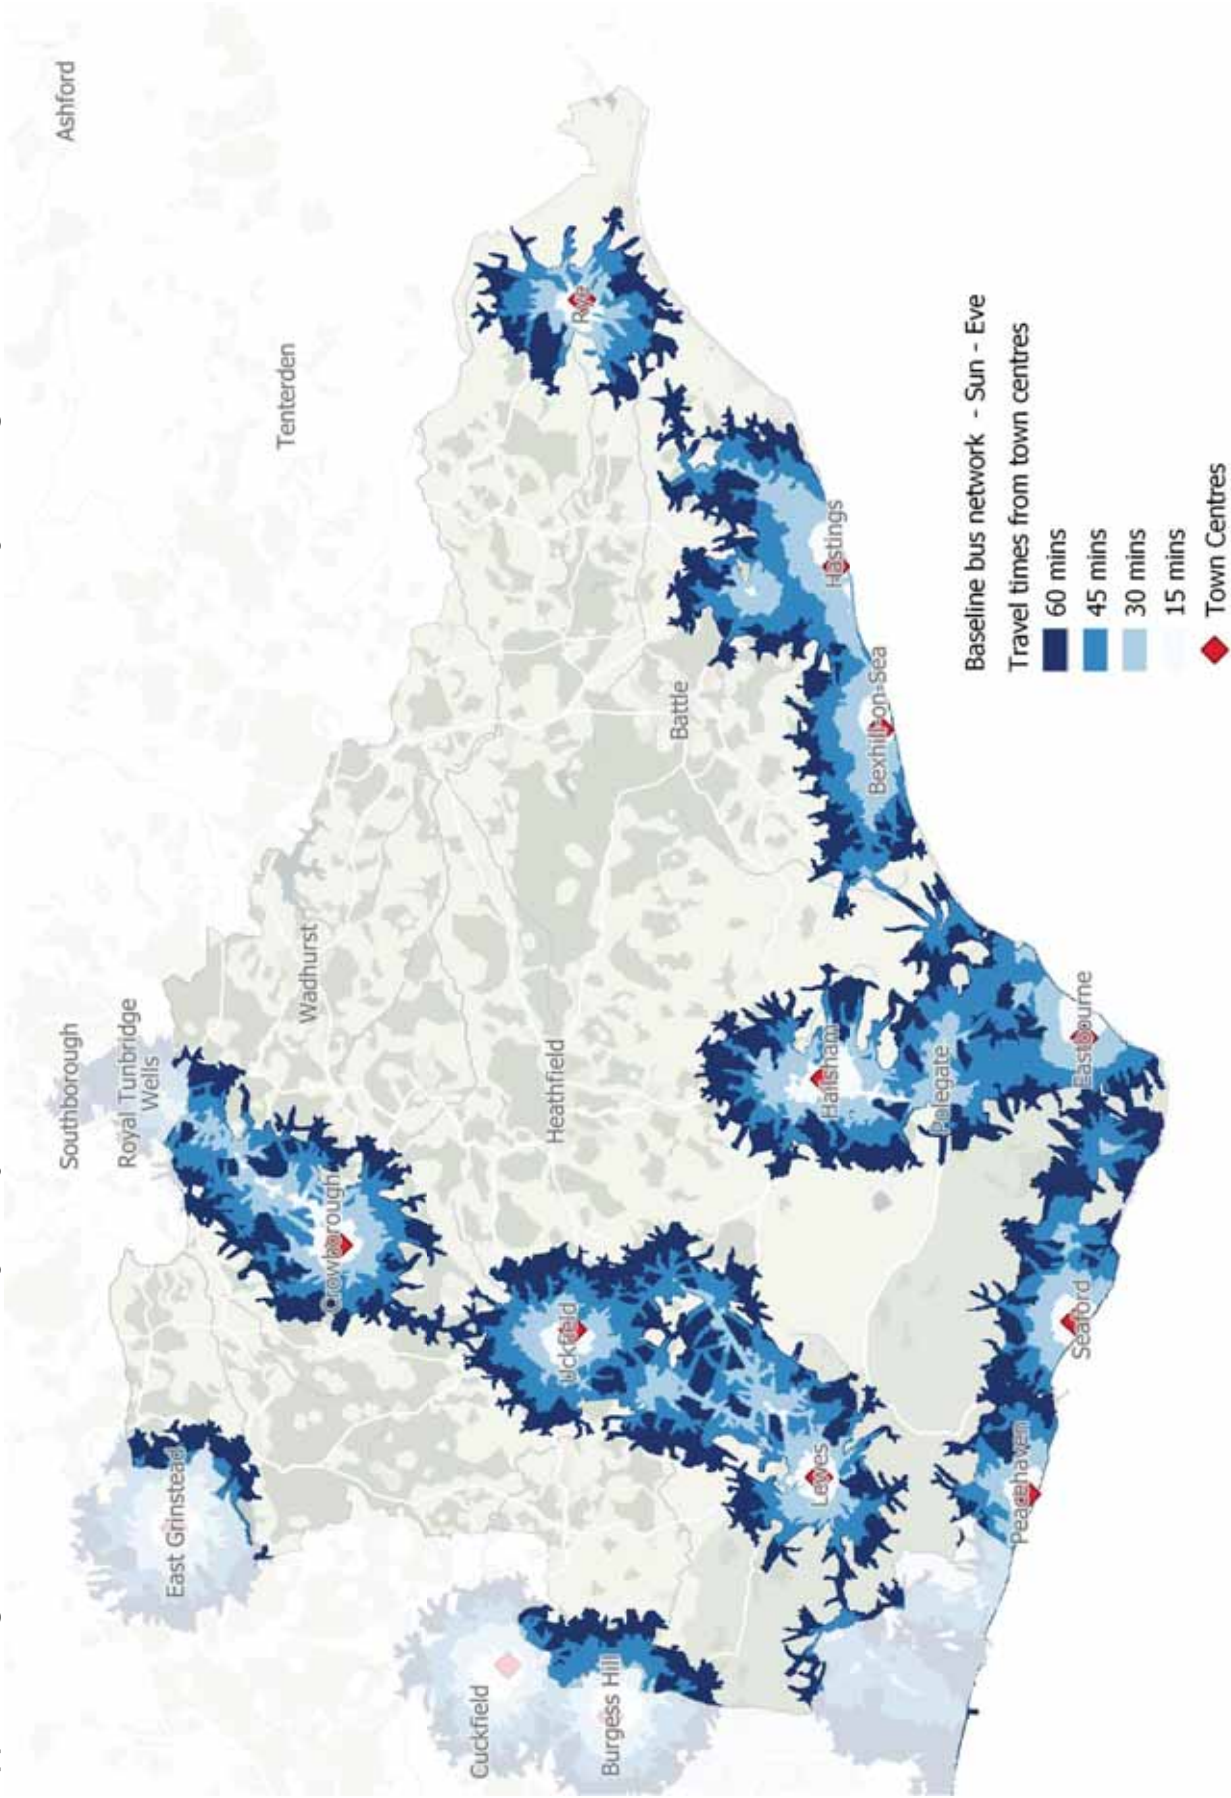 Ashford
Tenterden
Southborough
Royal Tunbridge
Wells
Wadhurst
East Grinstead
Crowborough
Rye
Heathfield
Cuckfield
Uckfield
Battle
Burgess Hill
Hastings
Hailsham
Bexhill-on-Sea
Lewes
Polegate
Eastbourne
Seaford
Peacehaven
Baseline bus network - Sun - Eve
Travel times from town centres
60 mins
45 mins
30 mins
15 mins
Town Centres